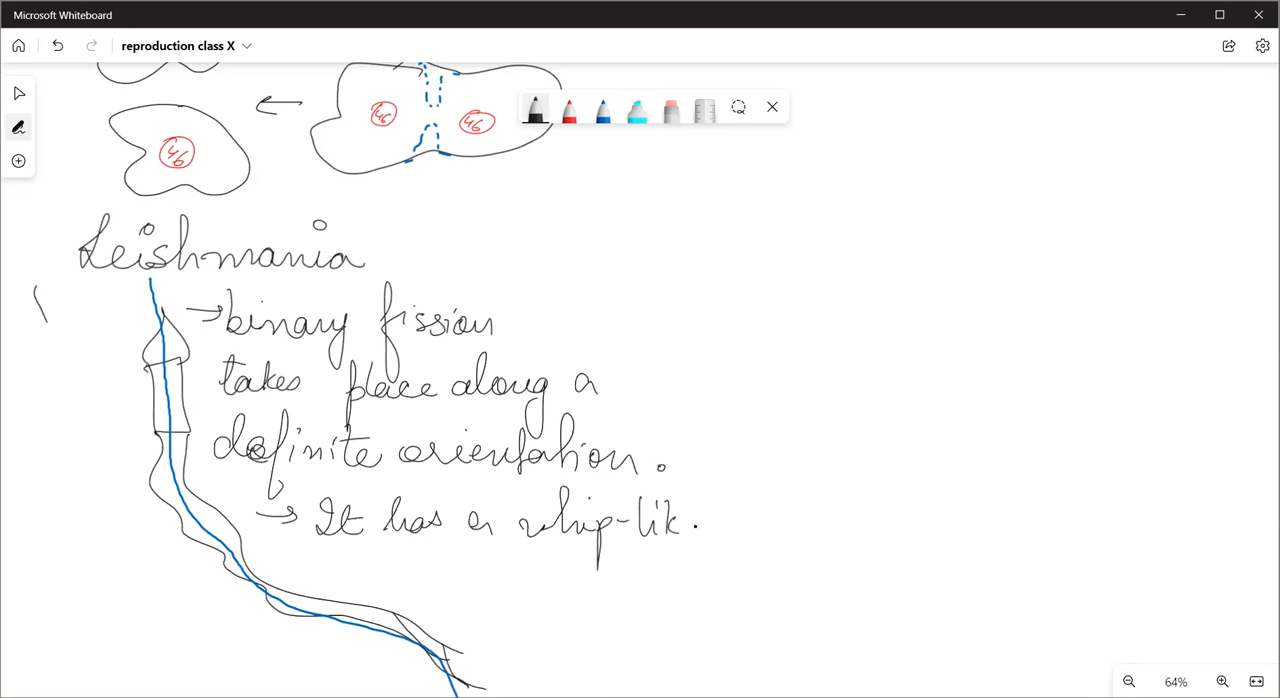 Microsoft Whiteboard
reproduction class X
46 46
46
Leishmania
→ binary fission
takes place along a
definite orientation.
→ It has a whip-lik.
64%